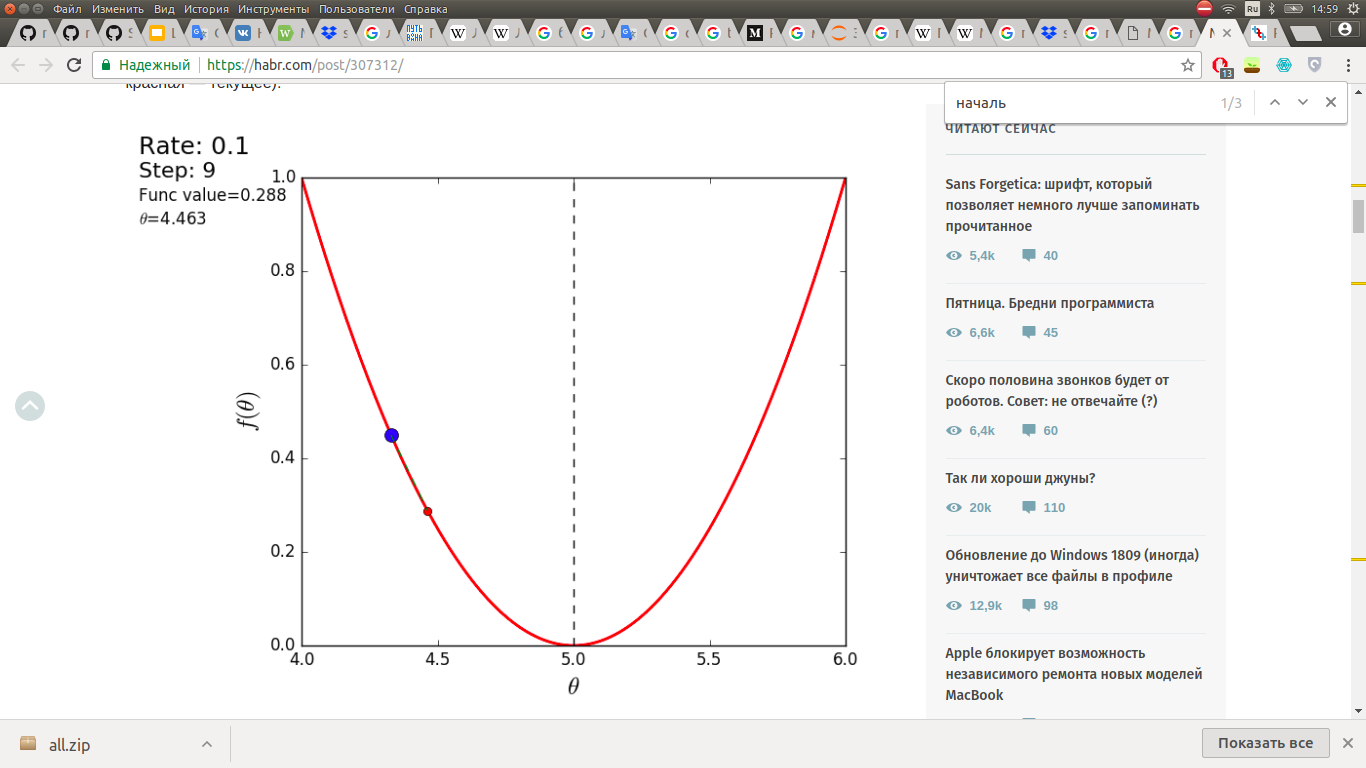 Файл Изменить Вид История Инструменты Пользователи Справка
Ru
14:59
Надежный
https://habr.com/post/307312/
13
началь
1/3
красная — текущее).
Rate: 0.1
Step: 9
Func value=0.288
θ=4.463
1.0
0.8
0.6
0.4
0.2
0.0
f(θ)
4.0 4.5 5.0 5.5 6.0
θ
ЧИТАЮТ СЕЙЧАС
Sans Forgetica: шрифт, который
позволяет немного лучше запоминать
прочитанное
5,4k 40
Пятница. Бредни программиста
6,6k 45
Скоро половина звонков будет от
роботов. Совет: не отвечайте (?)
6,4k 60
Так ли хороши джуны?
20k 110
Обновление до Windows 1809 (иногда)
уничтожает все файлы в профиле
12,9k 98
Apple блокирует возможность
независимого ремонта новых моделей
MacBook
all.zip
Показать все